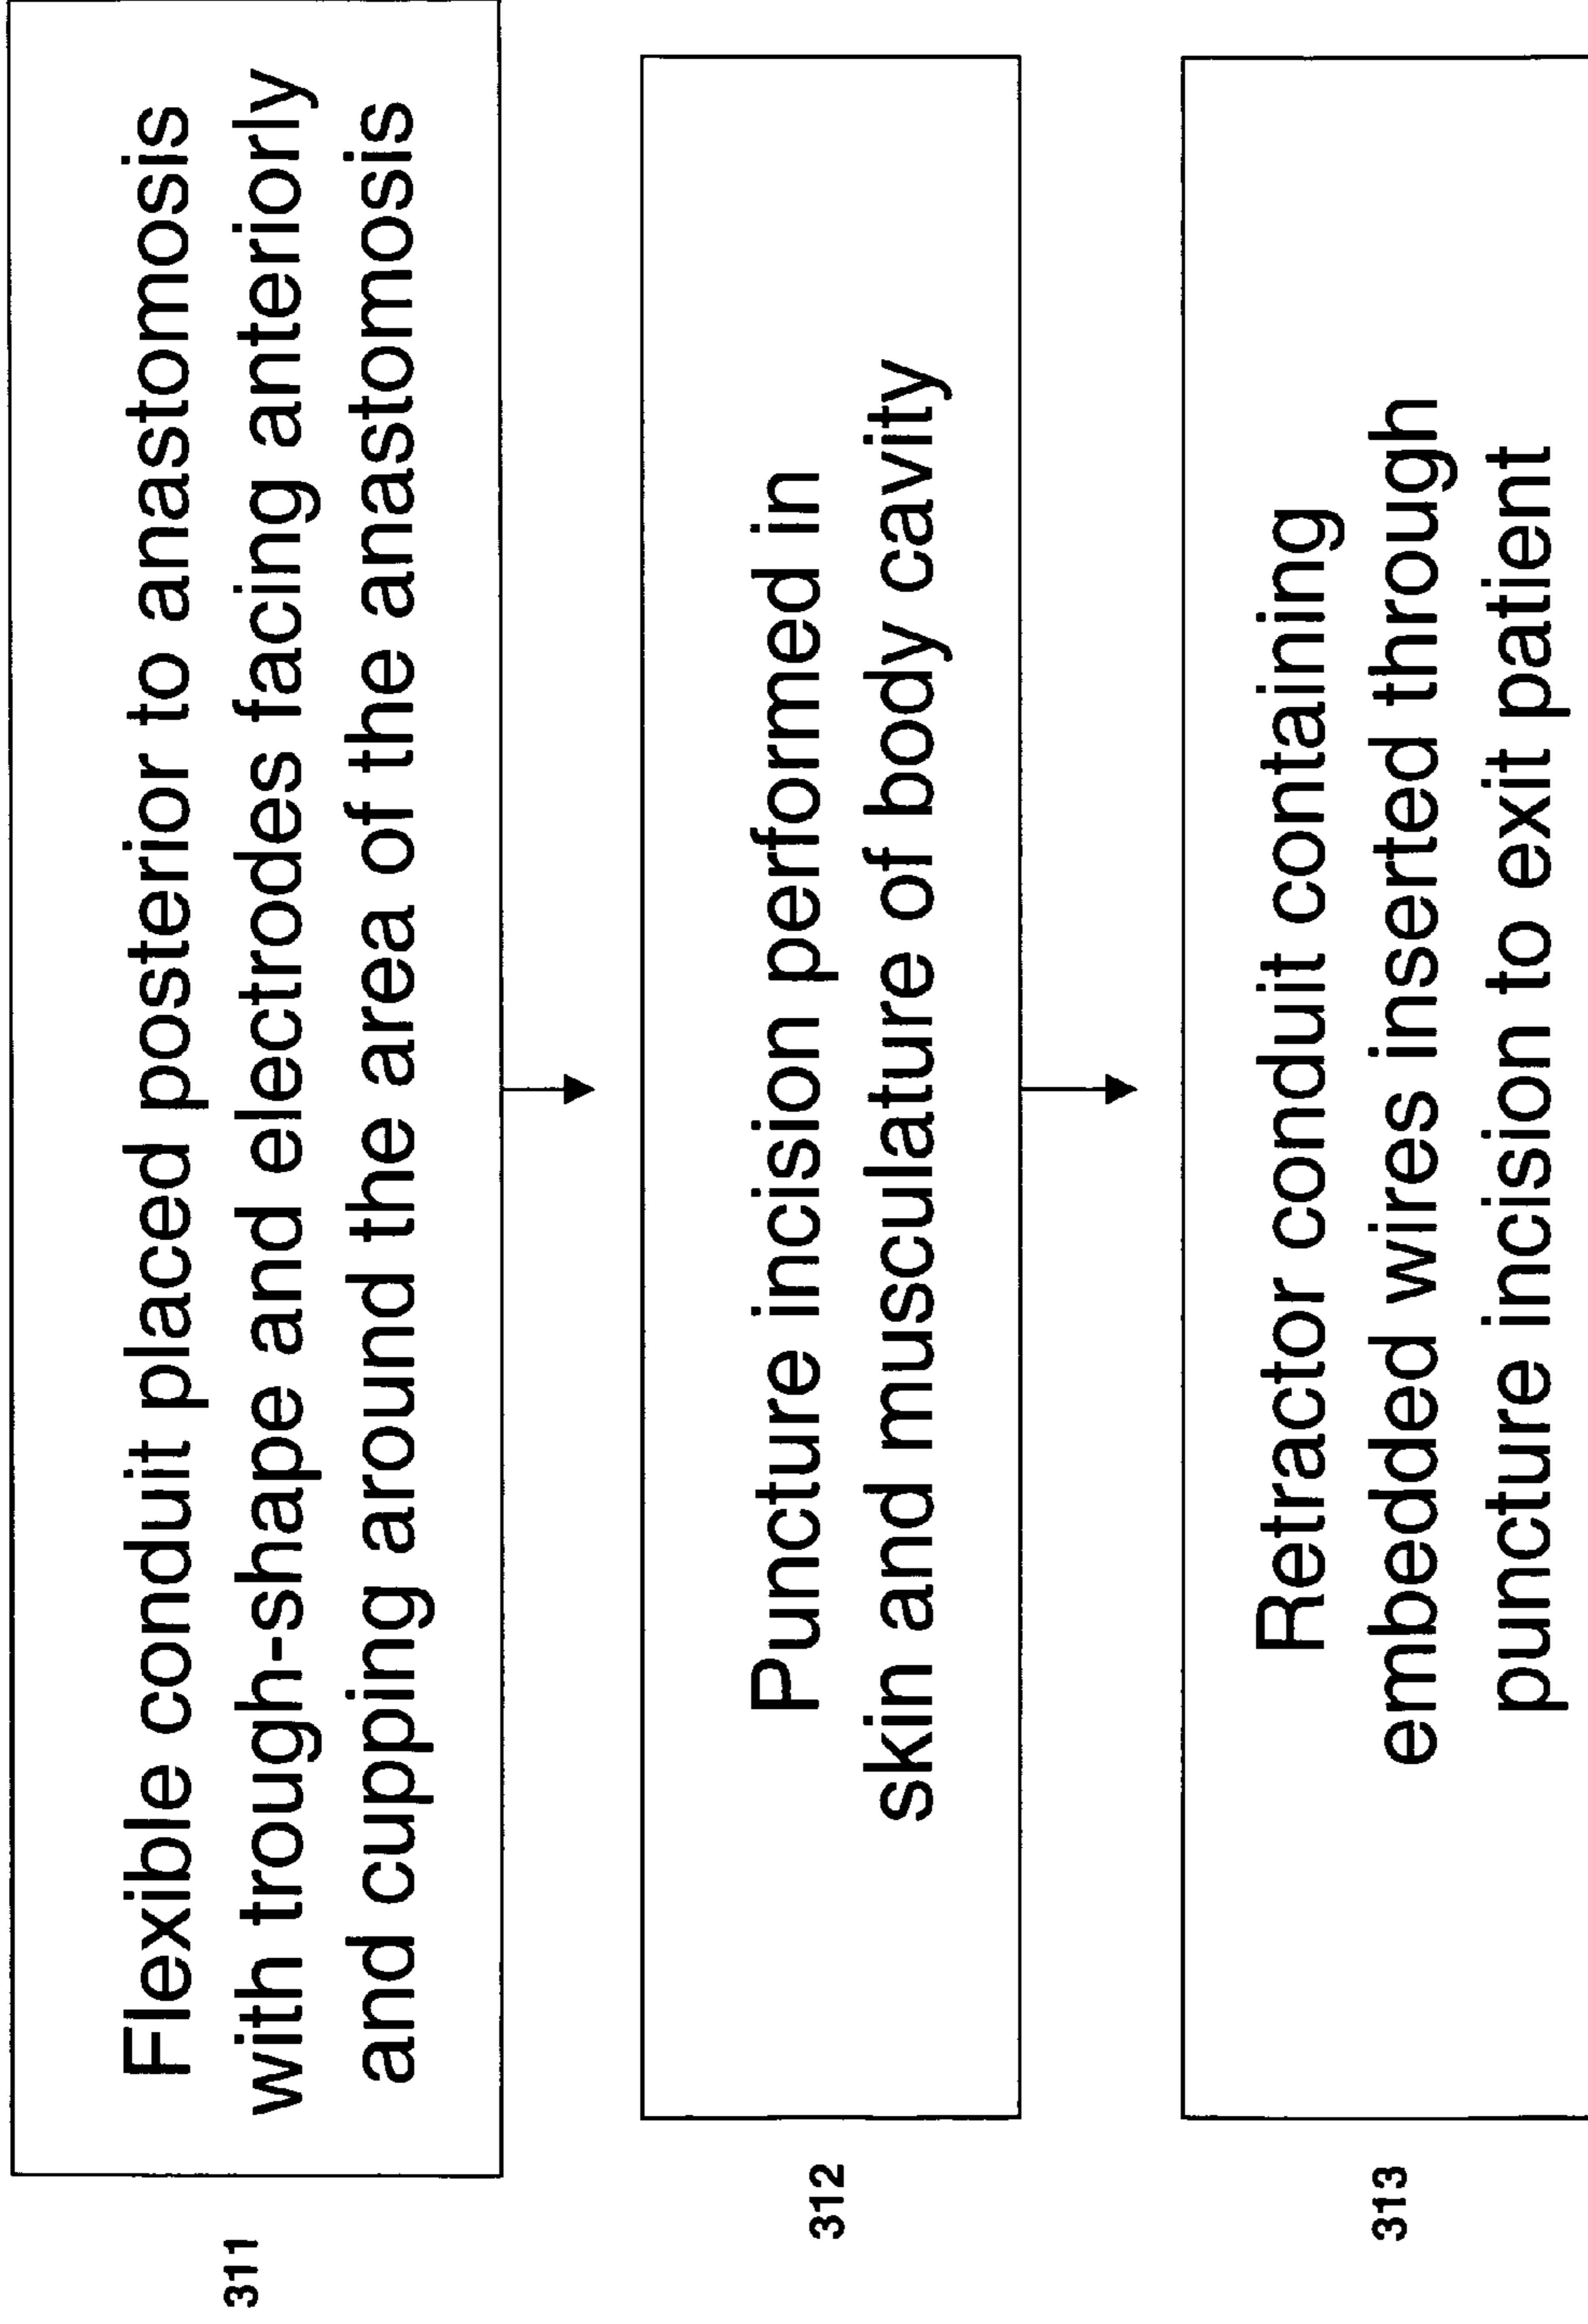 311
Flexible conduit placed posterior to anastomosis
with trough-shape and electrodes facing anteriorly
and cupping around the area of the anastomosis
312
Puncture incision performed in
skin and musculature of body cavity
313
Retractor conduit containing
embedded wires inserted through
puncture incision to exit patient